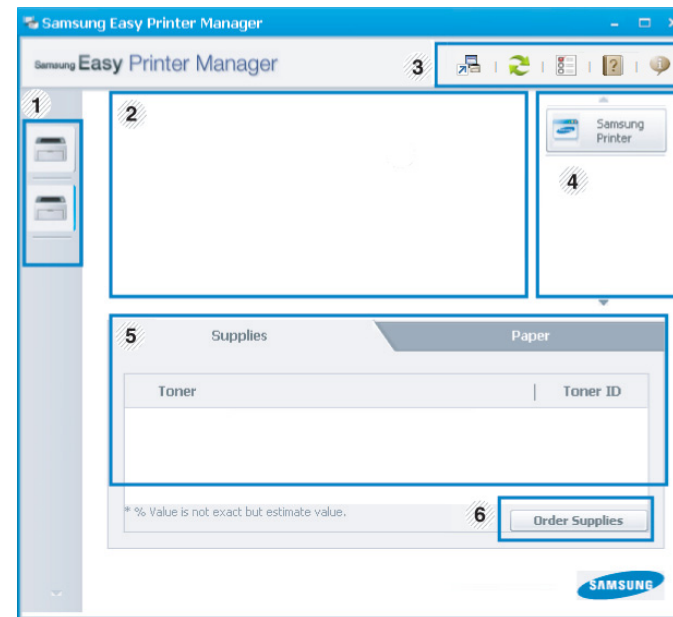 Samsung Easy Printer Manager
Samsung Easy Printer Manager
3
1
2
Samsung
Printer
4
5
Supplies
Paper
Toner
Toner ID
* % Value is not exact but estimate value.
6
Order Supplies
SAMSUNG